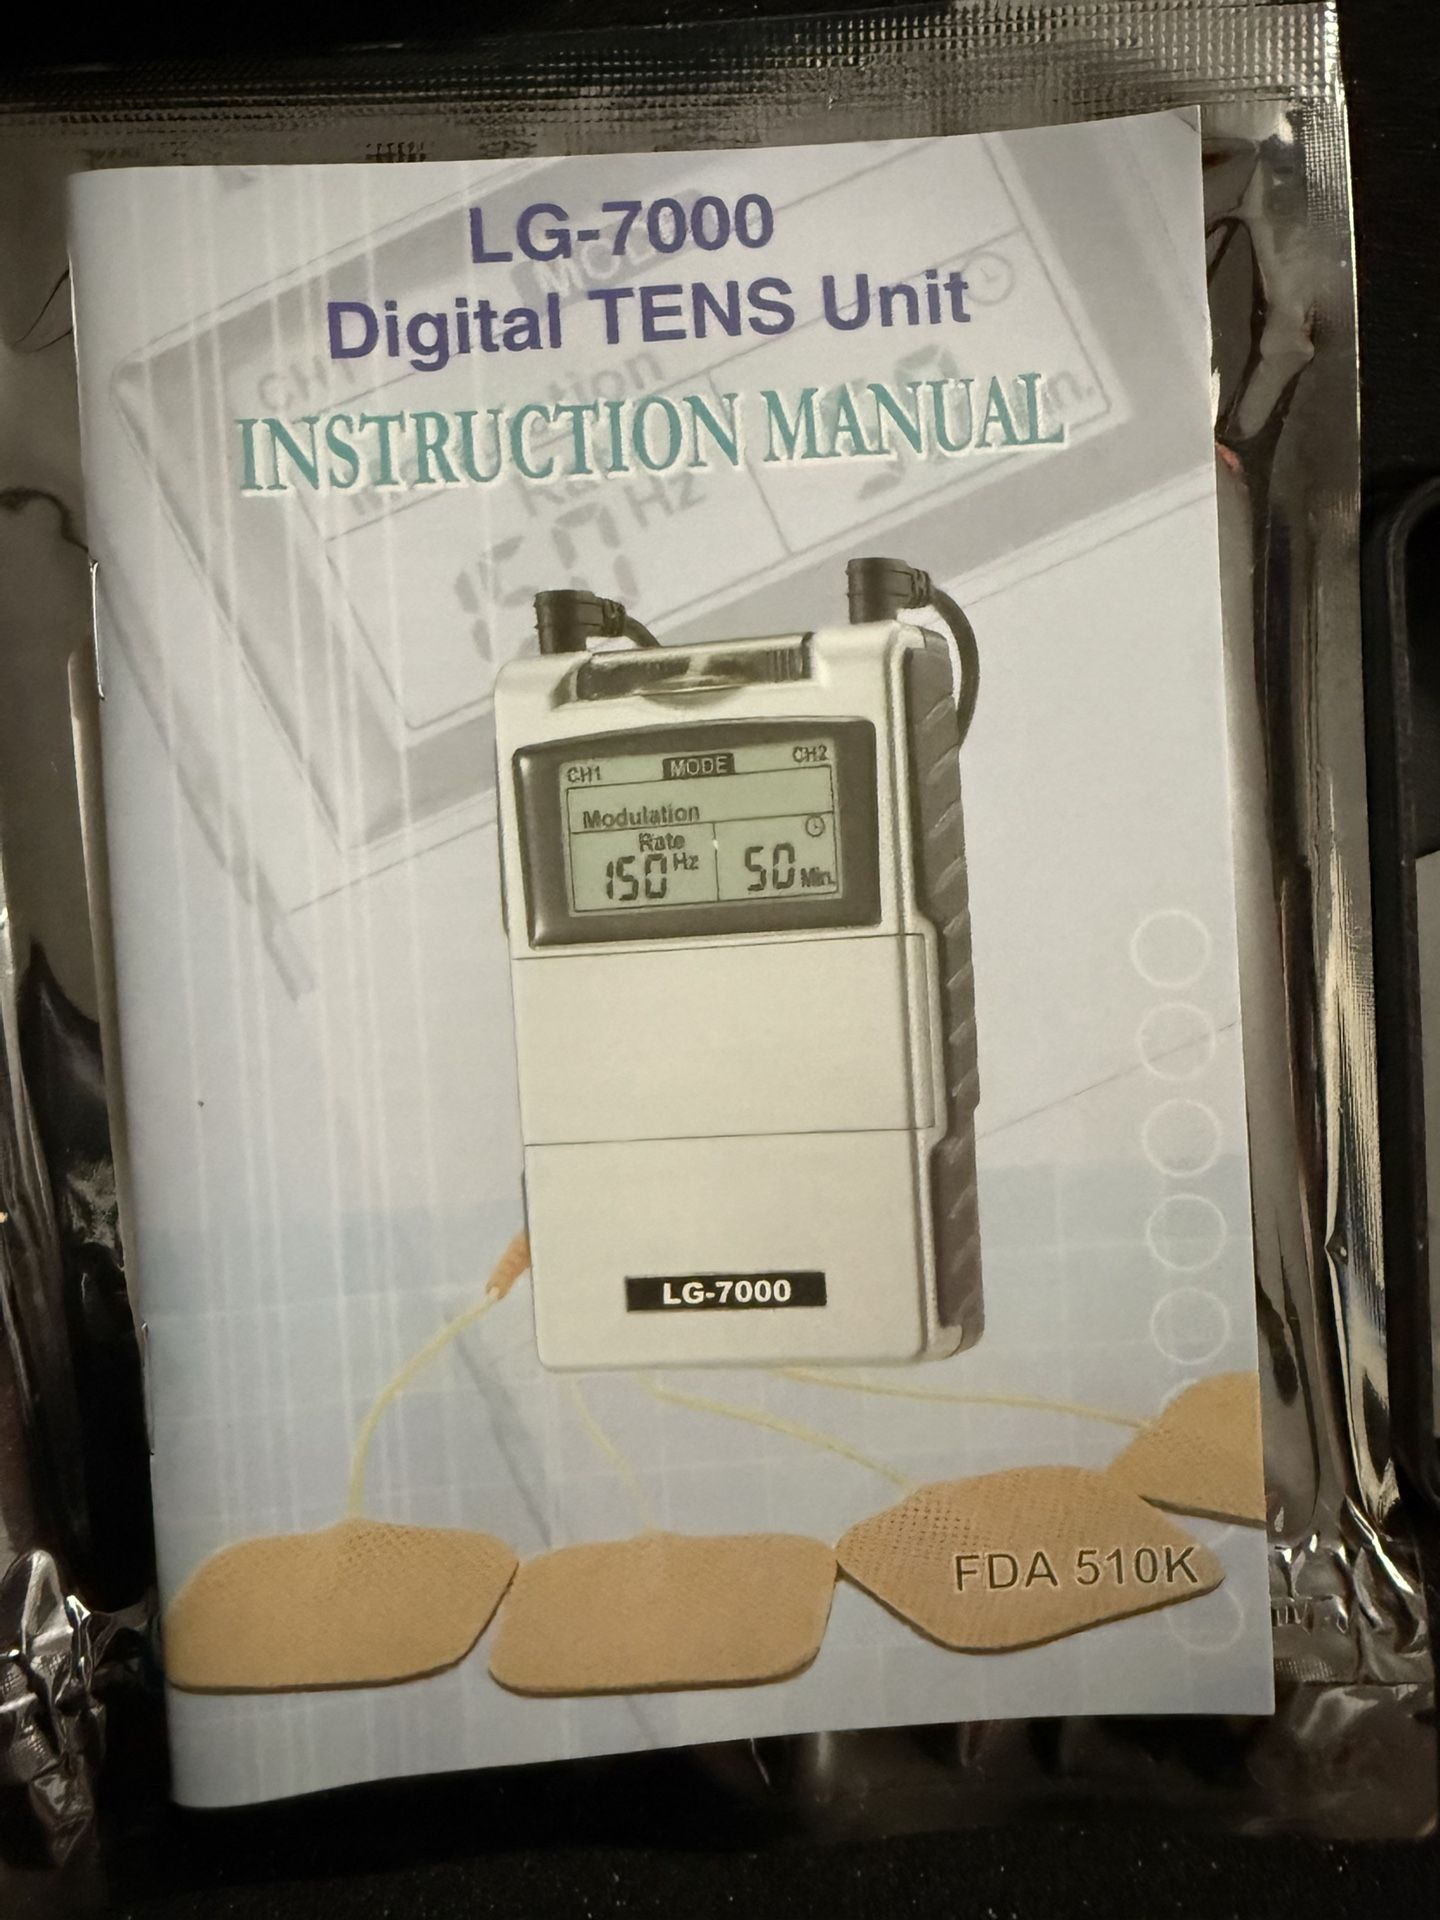 LG-7000
Digital TENS Unit
INSTRUCTION MANUAL
CH1 MODE CH2
Modulation
Rate
150 Hz 50 Min.
LG-7000
FDA 510K